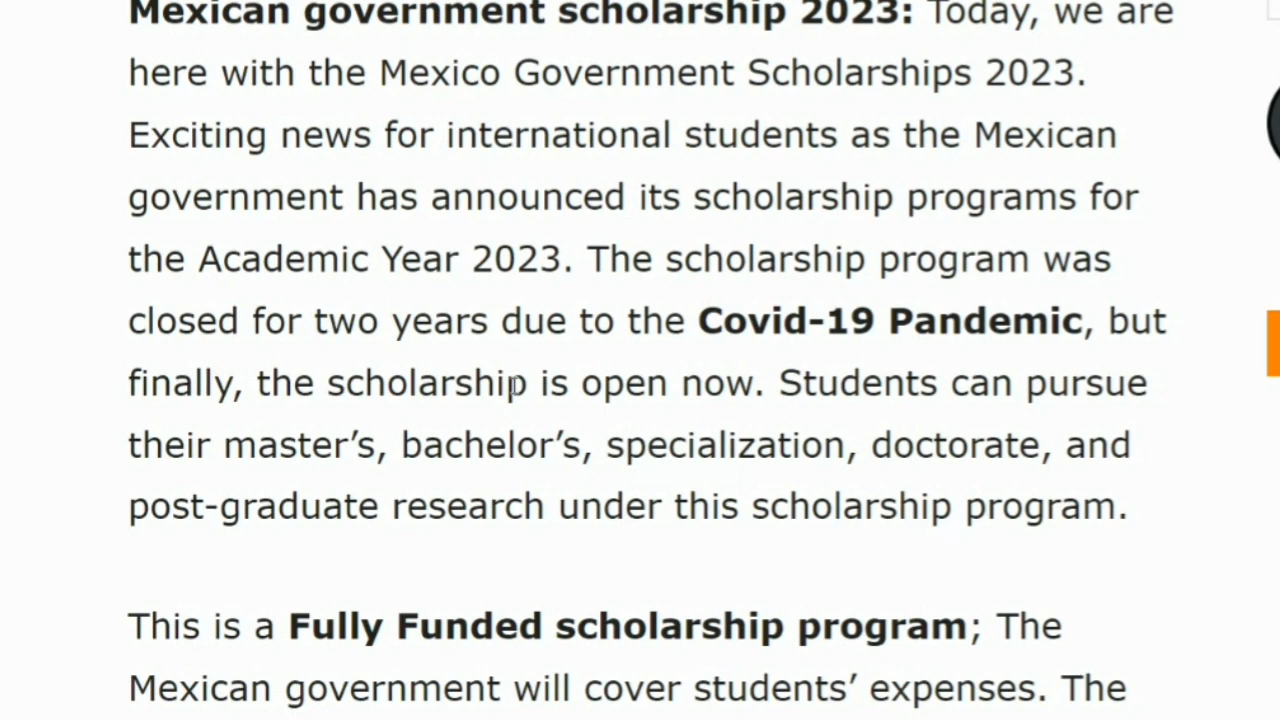 Mexican government scholarship 2023: Today, we are
here with the Mexico Government Scholarships 2023.
Exciting news for international students as the Mexican
government has announced its scholarship programs for
the Academic Year 2023. The scholarship program was
closed for two years due to the Covid-19 Pandemic, but
finally, the scholarship is open now. Students can pursue
their master’s, bachelor’s, specialization, doctorate, and
post-graduate research under this scholarship program.
This is a Fully Funded scholarship program; The
Mexican government will cover students’ expenses. The